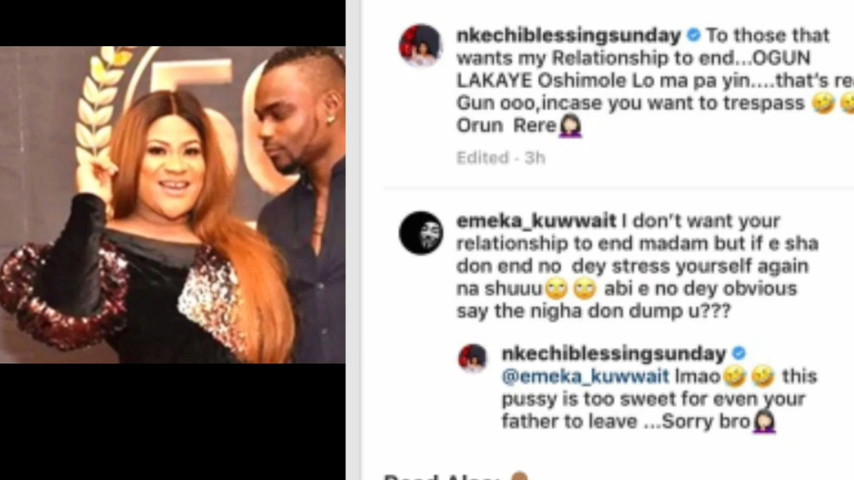 50
nkechiblessingsunday To those that
wants my Relationship to end...OGUN
LAKAYE Oshimole Lo ma pa yin....that's re
Gun ooo,incase you want to trespass 🤣
Orun Rere🤦🏻‍♀️
Edited · 3h
emeka_kuwwait I don't want your
relationship to end madam but if e sha
don end no dey stress yourself again
na shuuu🙄 🙄 abi e no dey obvious
say the nigha don dump u???
nkechiblessingsunday
@emeka_kuwwait lmao🤣 🤣 this
pussy is too sweet for even your
father to leave ...Sorry bro🤦🏻‍♀️
Read Also: